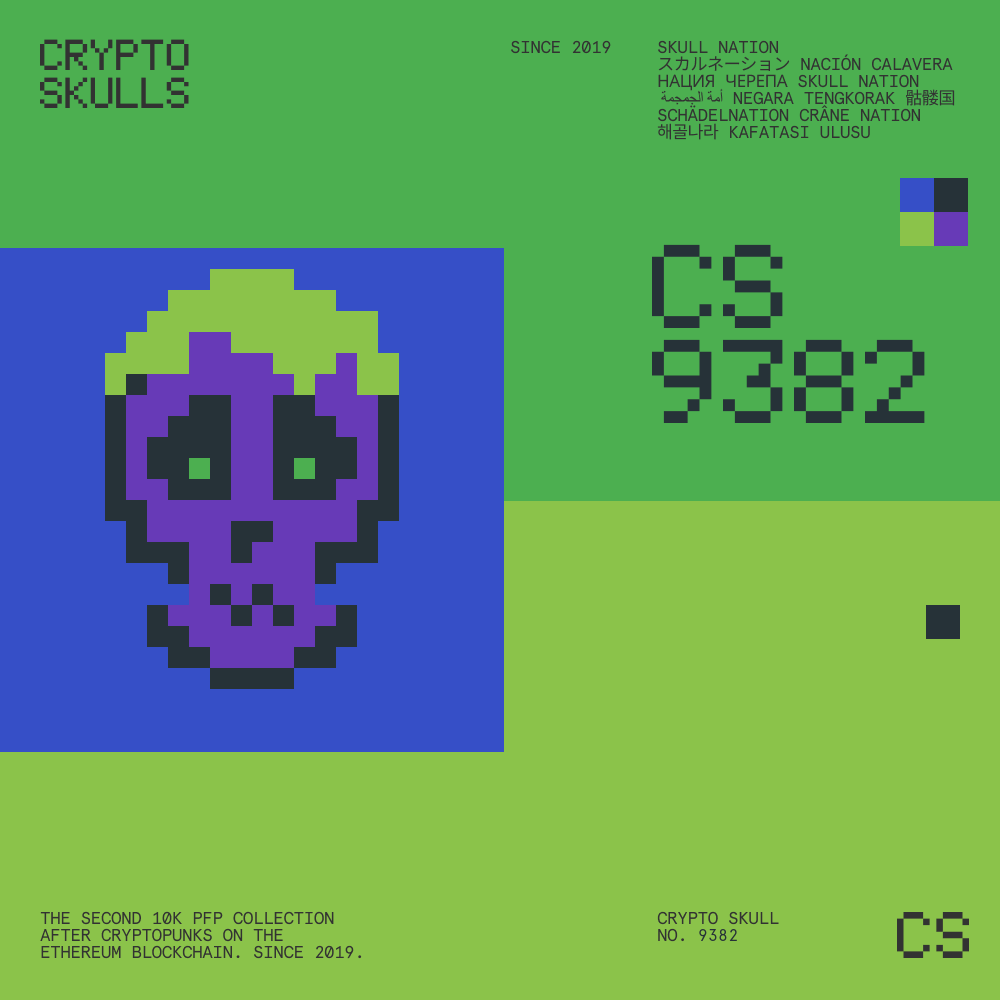 CRYPTO
SKULLS
SINCE 2019
SKULL NATION
スカルネーション NACIÓN CALAVERA
НАЦИЯ ЧЕРЕПА SKULL NATION
أمة الجمجمة NEGARA TENGKORAK 骷髅国
SCHÄDELNATION CRÂNE NATION
해골나라 KAFATASI ULUSU
CS
9382
THE SECOND 10K PFP COLLECTION
AFTER CRYPTOPUNKS ON THE
ETHEREUM BLOCKCHAIN. SINCE 2019.
CRYPTO SKULL
NO. 9382
CS